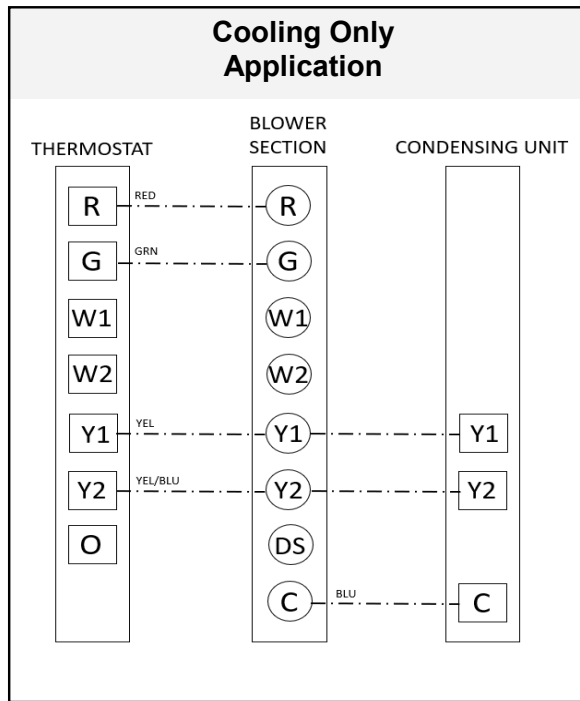 Cooling Only
Application
THERMOSTAT
BLOWER
SECTION
CONDENSING UNIT
R RED R
G GRN G
W1 W1
W2 W2
Y1 YEL Y1 Y1
Y2 YEL/BLU Y2 Y2
O DS
C BLU C